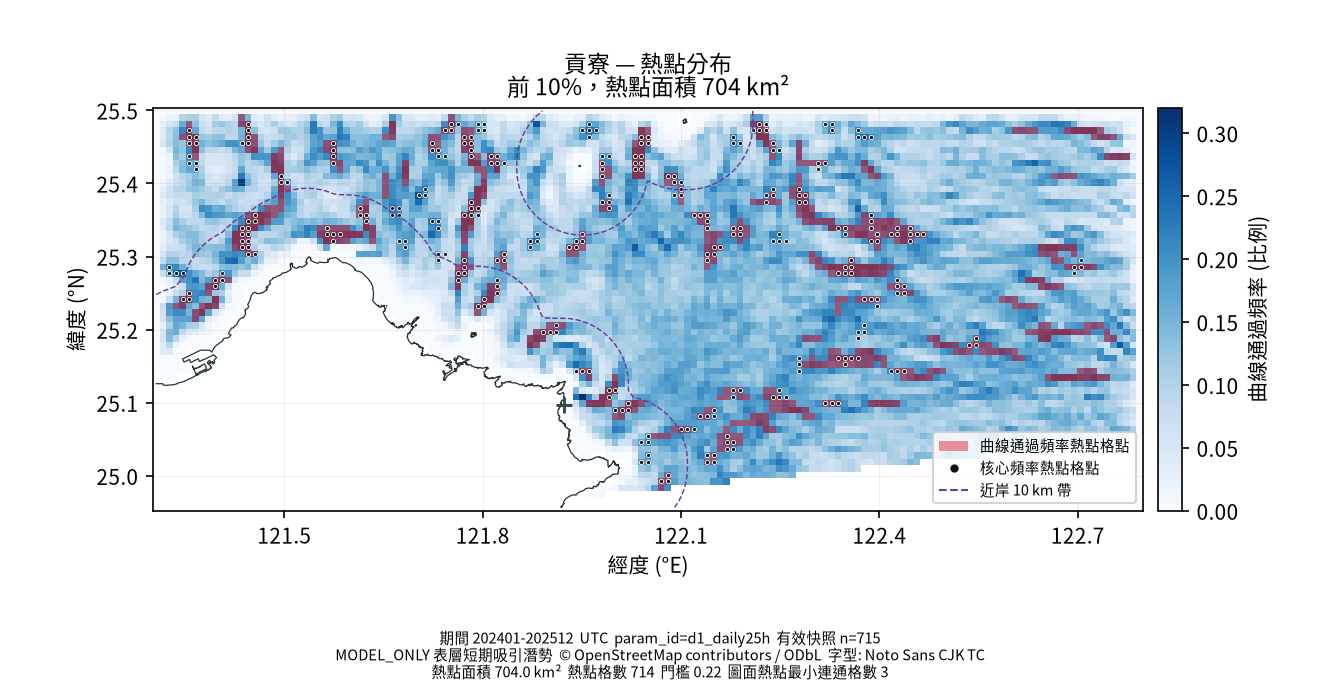 貢寮 — 熱點分布
前 10%，熱點面積 704 km²
25.5
25.4
25.3
25.2
25.1
25.0
緯度 (°N)
121.5
121.8
122.1
122.4
122.7
經度 (°E)
0.30
0.25
0.20
0.15
0.10
0.05
0.00
曲線通過頻率 (比例)
曲線通過頻率熱點格點
核心頻率熱點格點
近岸 10 km 帶
期間 202401-202512 UTC param_id=d1_daily25h 有效快照 n=715
MODEL_ONLY 表層短期吸引潛勢 © OpenStreetMap contributors / ODbL 字型: Noto Sans CJK TC
熱點面積 704.0 km² 熱點格數 714 門檻 0.22 圖面熱點最小連通格數 3